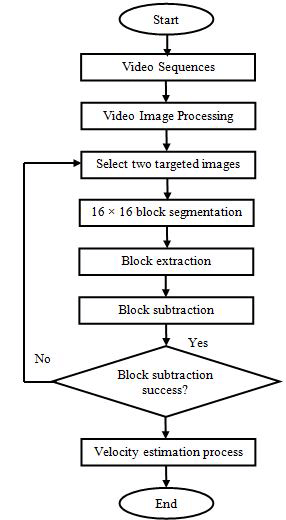 Start
Video Sequences
Video Image Processing
Select two targeted images
16 × 16 block segmentation
Block extraction
Block subtraction
Yes
No
Block subtraction
success?
Velocity estimation process
End